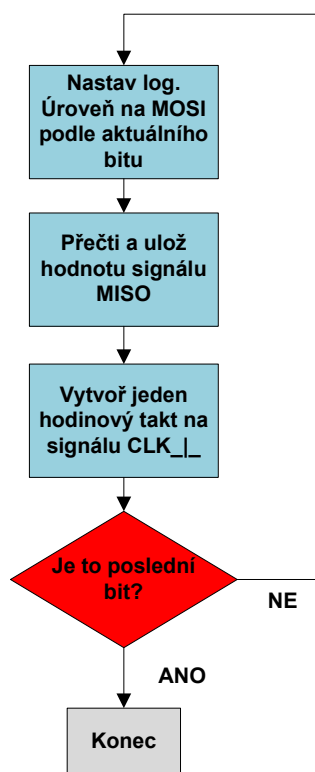 Nastav log.
Úroveň na MOSI
podle aktuálního
bitu
Přečti a ulož
hodnotu signálu
MISO
Vytvoř jeden
hodinový takt na
signálu CLK_|_
Je to poslední
bit?
NE
ANO
Konec